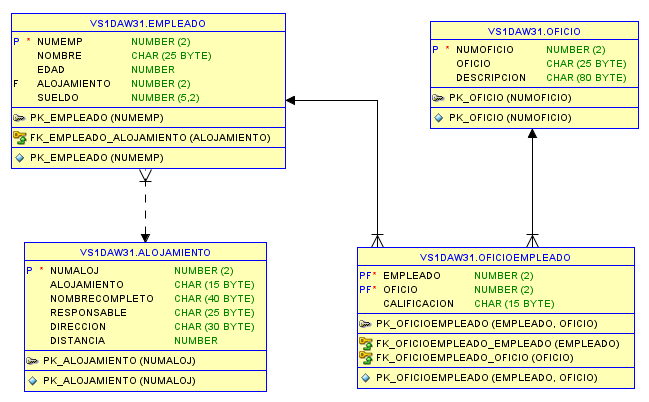 VS1DAW31.EMPLEADO
P * NUMEMP NUMBER (2)
NOMBRE CHAR (25 BYTE)
EDAD NUMBER
F ALOJAMIENTO NUMBER (2)
SUELDO NUMBER (5,2)
PK_EMPLEADO (NUMEMP)
FK_EMPLEADO_ALOJAMIENTO (ALOJAMIENTO)
PK_EMPLEADO (NUMEMP)
VS1DAW31.OFICIO
P * NUMOFICIO NUMBER (2)
OFICIO CHAR (25 BYTE)
DESCRIPCION CHAR (80 BYTE)
PK_OFICIO (NUMOFICIO)
PK_OFICIO (NUMOFICIO)
VS1DAW31.ALOJAMIENTO
P * NUMALOJ NUMBER (2)
ALOJAMIENTO CHAR (15 BYTE)
NOMBRECOMPLETO CHAR (40 BYTE)
RESPONSABLE CHAR (25 BYTE)
DIRECCION CHAR (30 BYTE)
DISTANCIA NUMBER
PK_ALOJAMIENTO (NUMALOJ)
PK_ALOJAMIENTO (NUMALOJ)
VS1DAW31.OFICIOEMPLEADO
PF* EMPLEADO NUMBER (2)
PF* OFICIO NUMBER (2)
CALIFICACION CHAR (15 BYTE)
PK_OFICIOEMPLEADO (EMPLEADO, OFICIO)
FK_OFICIOEMPLEADO_EMPLEADO (EMPLEADO)
FK_OFICIOEMPLEADO_OFICIO (OFICIO)
PK_OFICIOEMPLEADO (EMPLEADO, OFICIO)